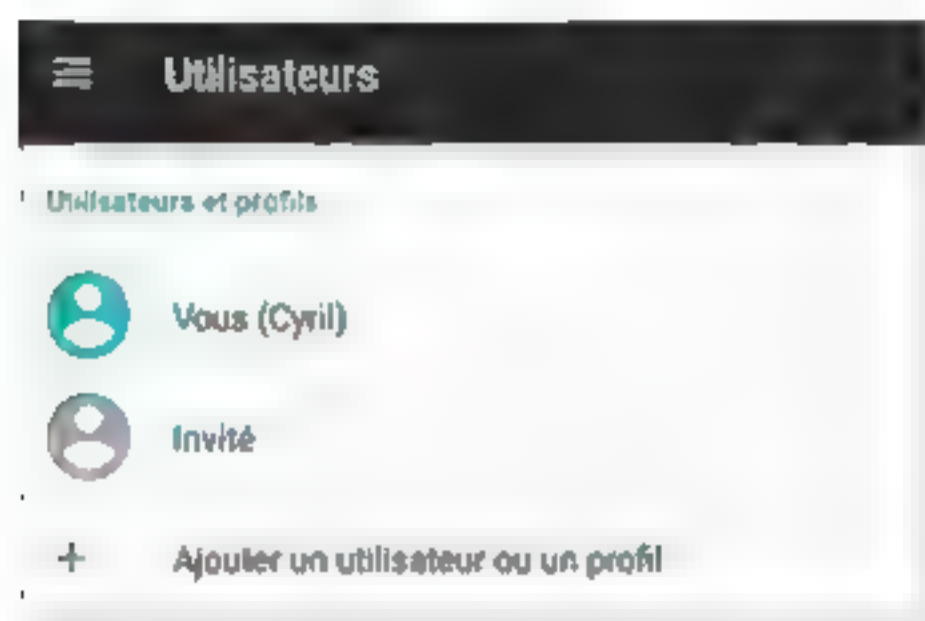 Utilisateurs
Utilisateurs et profils
Vous (Cyril)
Invité
+ Ajouter un utilisateur ou un profil